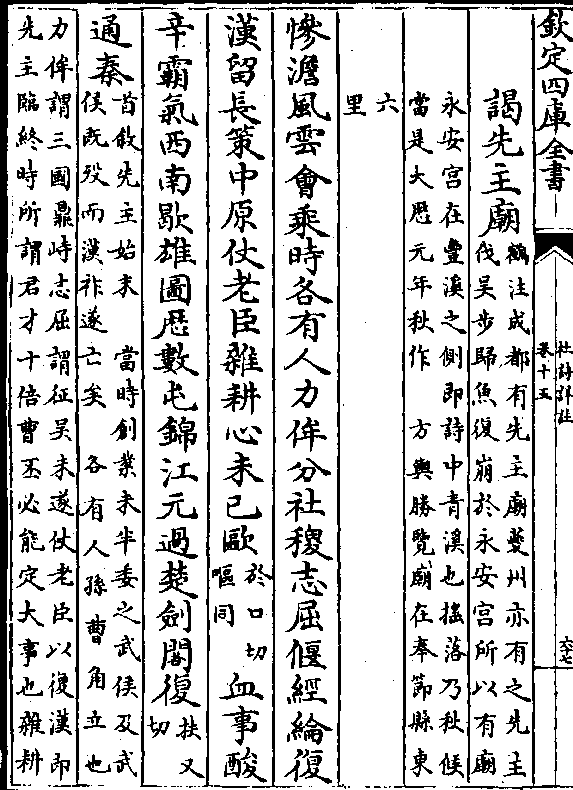 欽定四庫全書
杜詩詳註
卷十五
六七
謁先主廟
鶴注成都有先主廟夔州亦有之先主
伐吴步歸魚復崩於永安宫所以有廟
永安宫在瀼溪之側即詩中青溪也摇落乃秋候
當是大厯元年秋作　方輿勝覽廟在奉節縣東
六
里
惨澹風雲會乘時各有人力侔分社稷志屈偃經綸復
漢留長策中原仗老臣雜耕心未已歐
於口切
嘔同
血事酸
辛霸氣西南歇雄圖厯數屯錦江元過楚劍閣復
扶又
切
通秦
首敘先主始末　當時創業未半委之武侯及武
侯既殁而漢祚遂亡矣　各有人孫曹角立也
力侔謂三國鼎峙志屈謂征吴未遂仗老臣以復漢即
先主臨終時所謂君才十倍曹丕必能定大事也雜耕